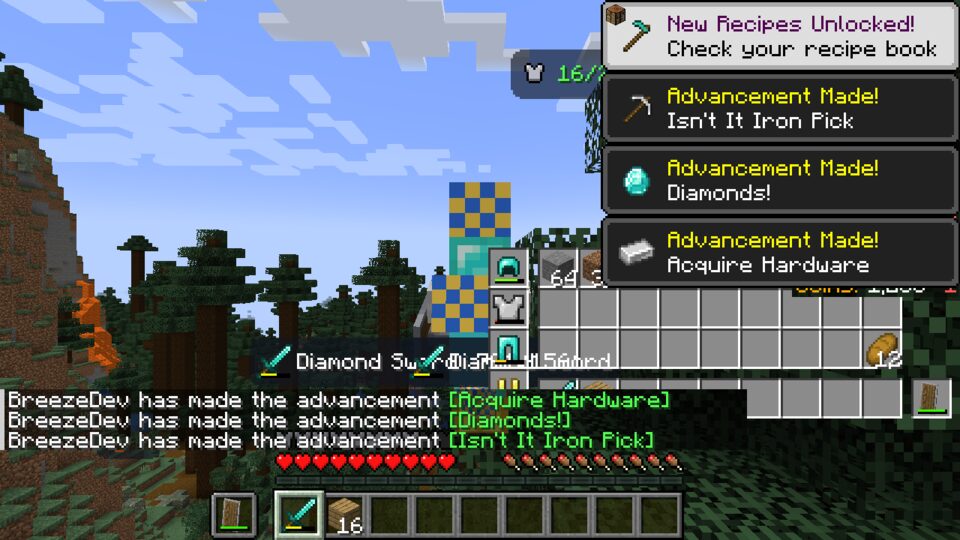 New Recipes Unlocked!
Check your recipe book
16/
Advancement Made!
Isn't It Iron Pick
Advancement Made!
Diamonds!
Advancement Made!
Acquire Hardware
64
12
Diamond Sword
BreezeDev has made the advancement [Acquire Hardware]
BreezeDev has made the advancement [Diamonds!]
BreezeDev has made the advancement [Isn't It Iron Pick]
16